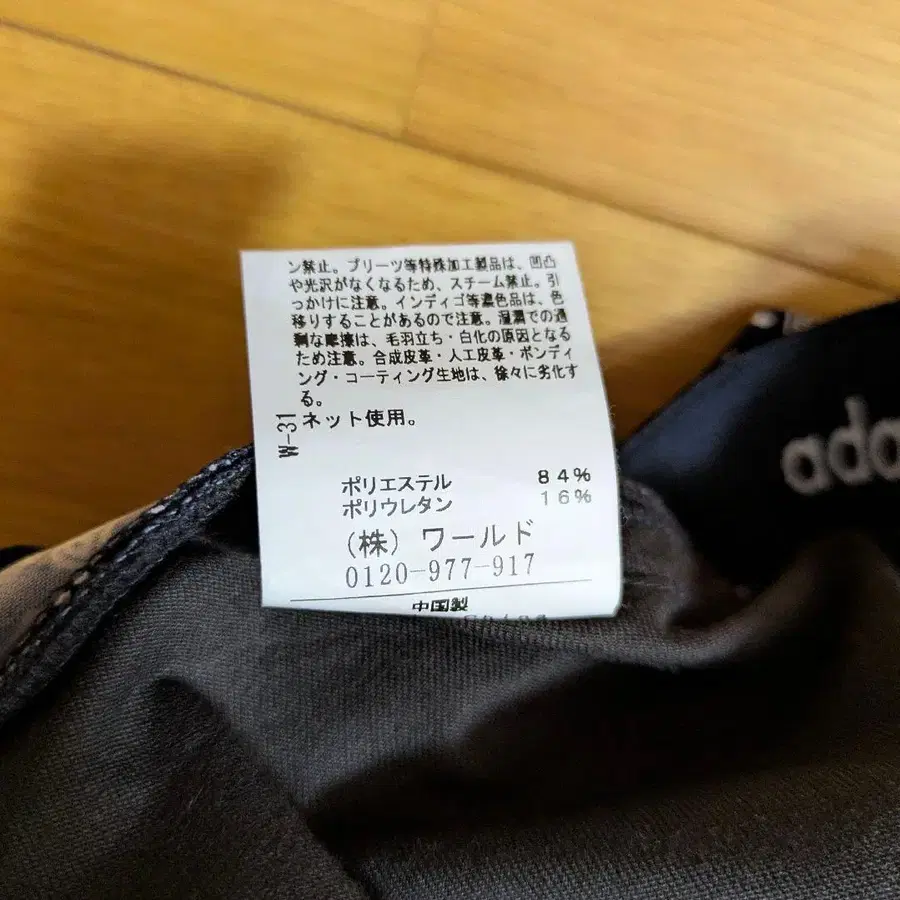 ン禁止。プリーツ等特殊加工製品は、凹凸
や光沢がなくなるため、スチーム禁止。引
っかけに注意。インディゴ等濃色品は、色
移りすることがあるので注意。湿潤での過
剰な摩擦は、毛羽立ち・白化の原因となる
ため注意。合成皮革・人工皮革・ボンディ
ング・コーティング生地は、徐々に劣化す
る。
ネット使用。
W-31
ポリエステル 84%
ポリウレタン 16%
(株) ワールド
0120-977-917
中国製